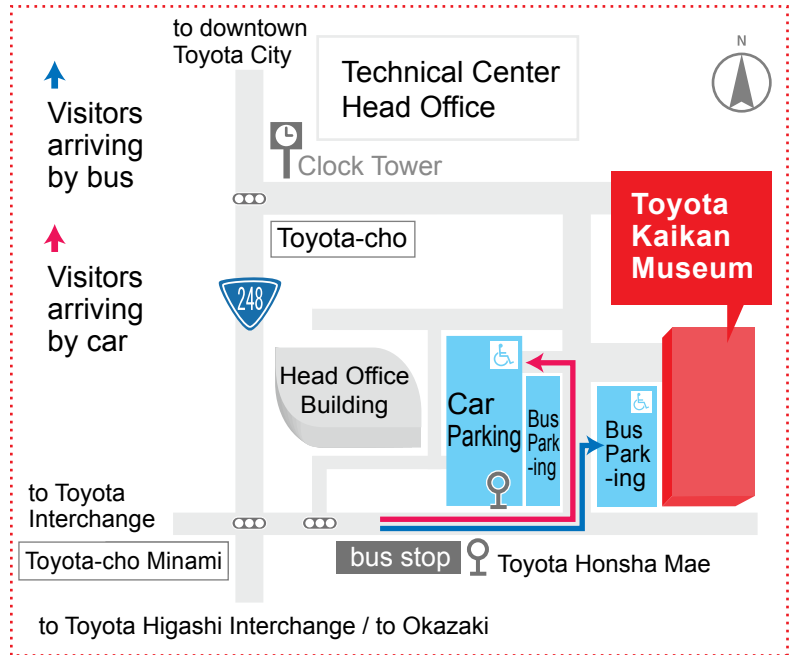 to downtown
Toyota City
N
Technical Center
Head Office
Visitors
arriving
by bus
Clock Tower
Toyota
Kaikan
Museum
Toyota-cho
Visitors
arriving
by car
248
Head Office
Building
Car
Parking
Bus
Park
-ing
Bus
Park
-ing
to Toyota
Interchange
Toyota-cho Minami
bus stop
Toyota Honsha Mae
to Toyota Higashi Interchange / to Okazaki